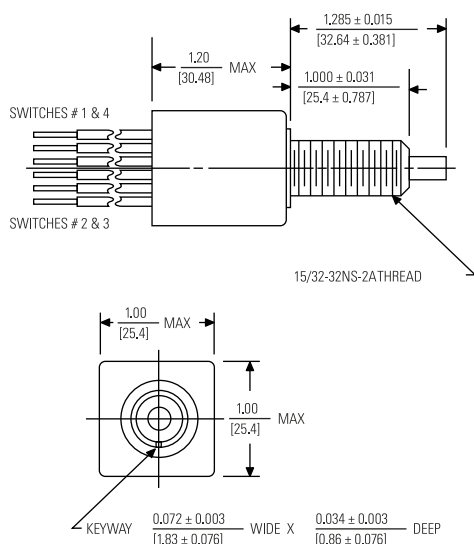 1.285 ± 0.015
[32.64 ± 0.381]
1.20
[30.48]
MAX
1.000 ± 0.031
[25.4 ± 0.787]
SWITCHES # 1 & 4
SWITCHES # 2 & 3
15/32-32NS-2ATHREAD
1.00
[25.4]
MAX
1.00
[25.4]
MAX
KEYWAY 0.072 ± 0.003 WIDE X 0.034 ± 0.003 DEEP
[1.83 ± 0.076] [0.86 ± 0.076]